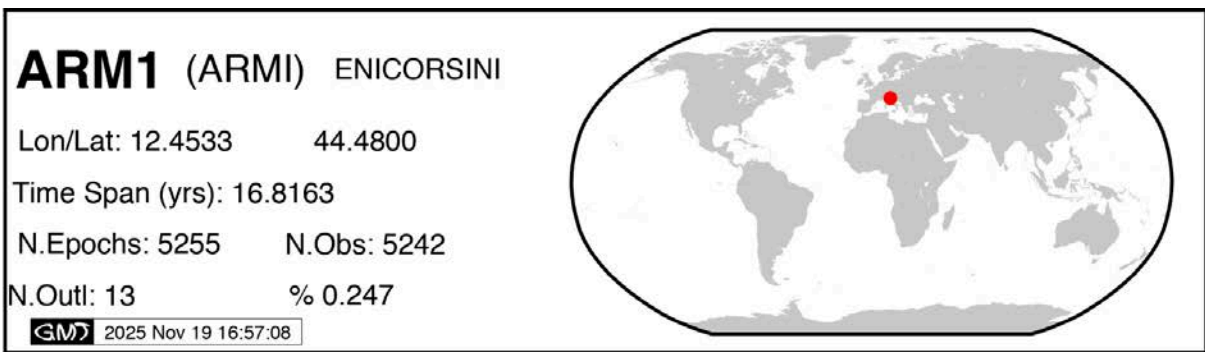 ARM1 (ARMI) ENICORSINI
Lon/Lat: 12.4533 44.4800
Time Span (yrs): 16.8163
N.Epochs: 5255 N.Obs: 5242
N.Outl: 13 % 0.247
GMT 2025 Nov 19 16:57:08